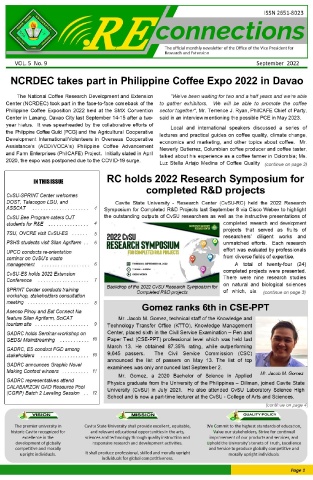 ISSN 2651-8023
REconnections
The official monthly newsletter of the Office of the Vice President for
Research and Extension
VOL 5 No. 9
September 2022
NCRDEC takes part in Philippine Coffee Expo 2022 in Davao
The National Coffee Research Development and Extension
Center (NCRDEC) took part in the face-to-face comeback of the
Philippine Coffee Exposition 2022 held at the SMX Convention
Center in Lanang, Davao City last September 14-15 after a two-
year hiatus. It was spearheaded by the collaborative efforts of
the Philippine Coffee Guild (PCG) and the Agricultural Cooperative
Development International/Volunteers in Overseas Cooperative
Assistance's (ACDI/VOCA's) Philippine Coffee Advancement
and Farm Enterprises (PhilCAFE) Project. Initially slated in April
2020, the expo was postponed due to the COVID-19 surge.
"We've been waiting for two and a half years and we're able
to gather exhibitors. We will be able to promote the coffee
sector together", Mr. Terence J. Ryan, PhilCAFE Chief of Party,
said in an interview mentioning the possible PCE in May 2023.
Local and international speakers discussed a series of
lectures and practical guides on coffee quality, climate change,
economics and marketing, and other topics about coffee. Mr.
Neverly Gutierrez, Columbian coffee producer and coffee taster,
talked about his experience as a coffee farmer in Colombia; Ms.
Luz Stella Artajo Medina of Coffee Quality (continue on page 3)
IN THIS ISSUE
CvSU-SPRINT Center welcomes
DOST, Telacopon LGU, and
ASSCAT 2
CvSU Bee Program caters OJT
students for R&E 4
TSU, CVCRE visit CvSU-ES 5
PSHS students visit Stan Agrifarm 5
UPCC conducts re-orientation
seminar on CvSU's waste
management 6
CvSU-ES holds 2022 Extension
Conference 7
SPRINT Center conducts training
workshop, stakeholders consultation
meeting 8
Asenso Pinoy and Bat Connect Na
feature Silan Agrifarm, SoCAT
tourism site 9
GADRC holds Seminar-workshop on
GEDSI Mainstreaming 10
GADRC, ES conduct FGD among
stakeholders 10
GADRC announces Graphic Novel
Making Contest winners 11
GADRC representatives attend
CALABARZON GAD Resource Pool
(CGRP) Batch 2 Leveling Session 12
RC holds 2022 Research Symposium for
completed R&D projects
Cavite State University - Research Center (CvSU-RC) held the 2022 Research
Symposium for Completed R&D Projects last September 8 via Cisco Webex to highlight
the outstanding outputs of CvSU researchers as well as the instructive presentations of
2022 CvSU
RESEARCH SYMPOSIUM
FOR COMPLETED R&D PROJECTS
Backdrop of the 2022 CvSU Research Symposium for
Completed R&D projects
completed research and development
projects that served as fruits of
researchers' diligent works and
unmatched efforts. Each research
effort was evaluated by professionals
from diverse fields of expertise.
A total of twenty-four (24)
completed projects were presented.
There were nine research studies
on natural and biological sciences
of which, six (continue on page 3)
Gomez ranks 6th in CSE-PPT
Mr. Jacob M. Gomez, technical staff of the Knowledge and
Technology Transfer Office (KTTO), Knowledge Management
Center, placed sixth in the Civil Service Examination – Pen and
Paper Test (CSE-PPT) professional level which was held last
March 13. He obtained 87.35% rating, while outperforming
9,845 passers. The Civil Service Commission (CSC)
announced the list of passers on May 13. The list of top
examinees was only announced last September 2.
Mr. Gomez, a 2020 Bachelor of Science in Applied
Physics graduate from the University of the Philippines – Diliman, joined Cavite State
University (CvSU) in July 2021. He also attended CvSU Laboratory Science High
School and is now a part-time lecturer at the CvSU - College of Arts and Sciences.
Mr. Jacob M. Gomez
(continue on page 4)
VISION
The premier university in
historic Cavite recognized for
excellence in the
development of globally
competitive and morally
upright individuals.
MISSION
Cavite State University shall provide excellent, equitable,
and relevant educational opportunities in the arts,
sciences and technology through quality instruction and
responsive research and development activities.
It shall produce professional, skilled and morally upright
individuals for global competitiveness.
QUALITY POLICY
We Commit to the highest standards of education,
Value our stakeholders, Strive for continual
improvement of our products and services, and
Uphold the University's tenets of truth, excellence
and service to produce globally competitive and
morally upright individuals.
Page 1